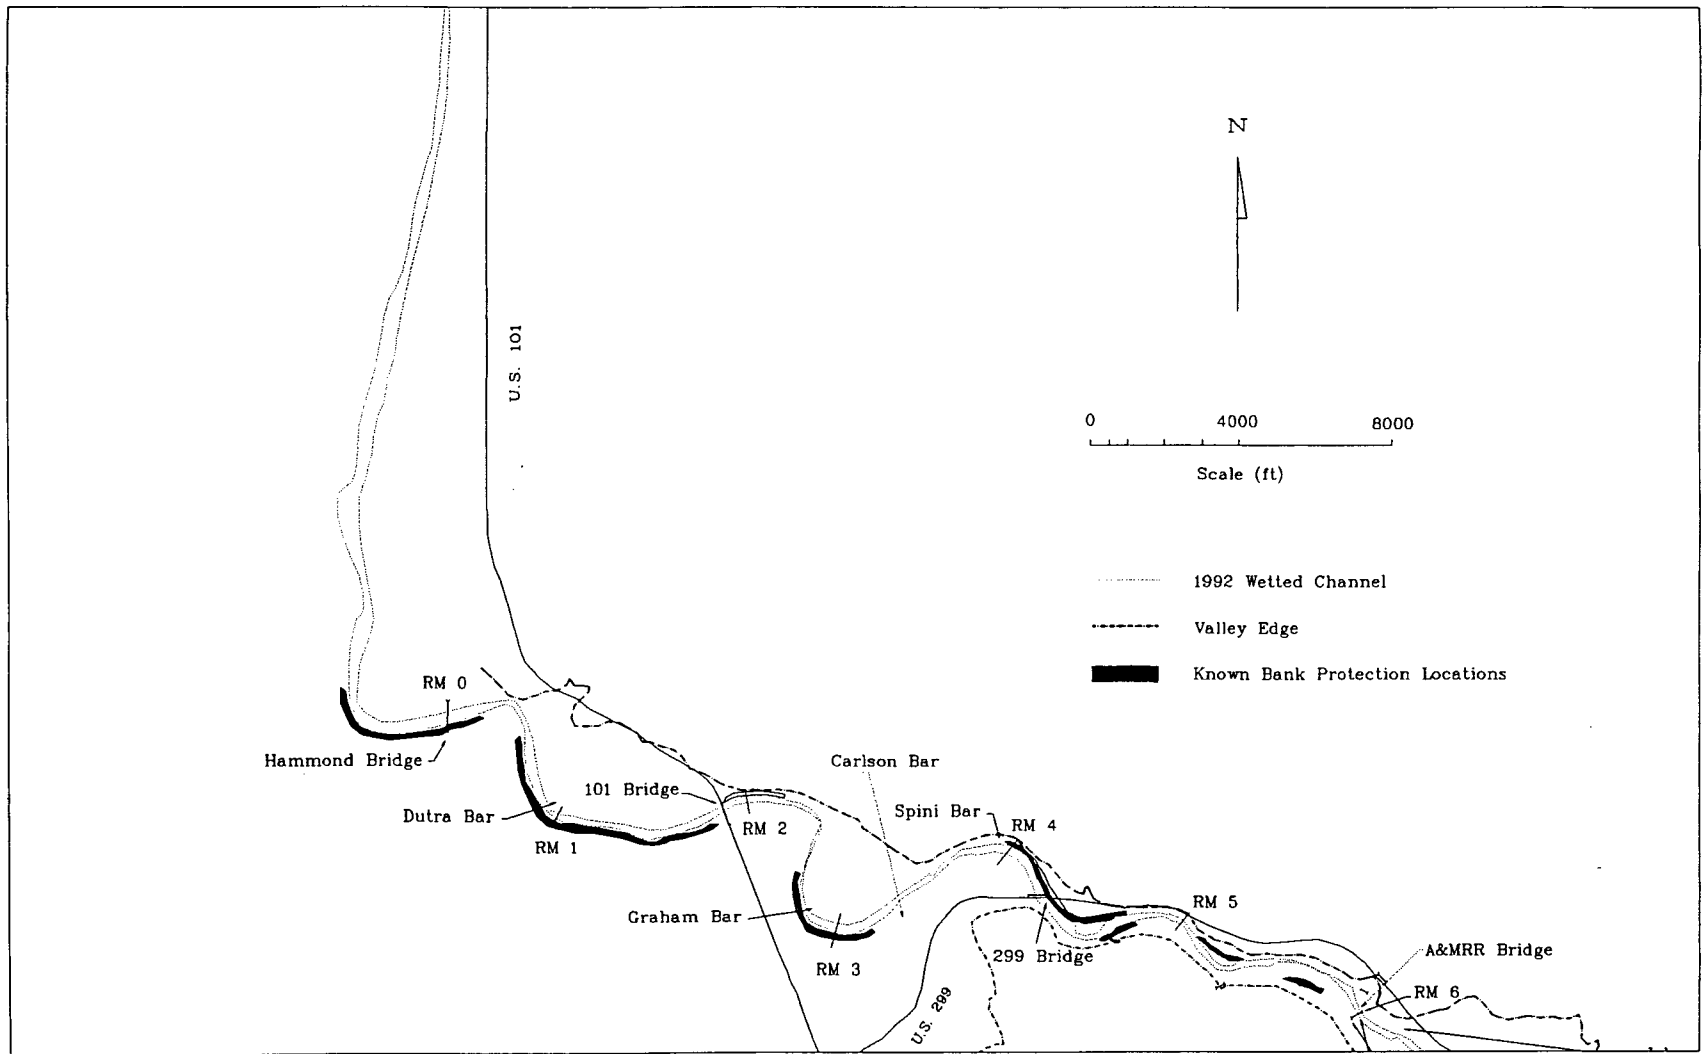 N
U.S. 101
0 4000 8000
Scale (ft)
1992 Wetted Channel
Valley Edge
Known Bank Protection Locations
RM 0
Hammond Bridge
Carlson Bar
101 Bridge
Dutra Bar
Spini Bar
RM 4
RM 2
RM 1
RM 5
Graham Bar
299 Bridge
A&MRR Bridge
RM 3
RM 6
U.S. 299